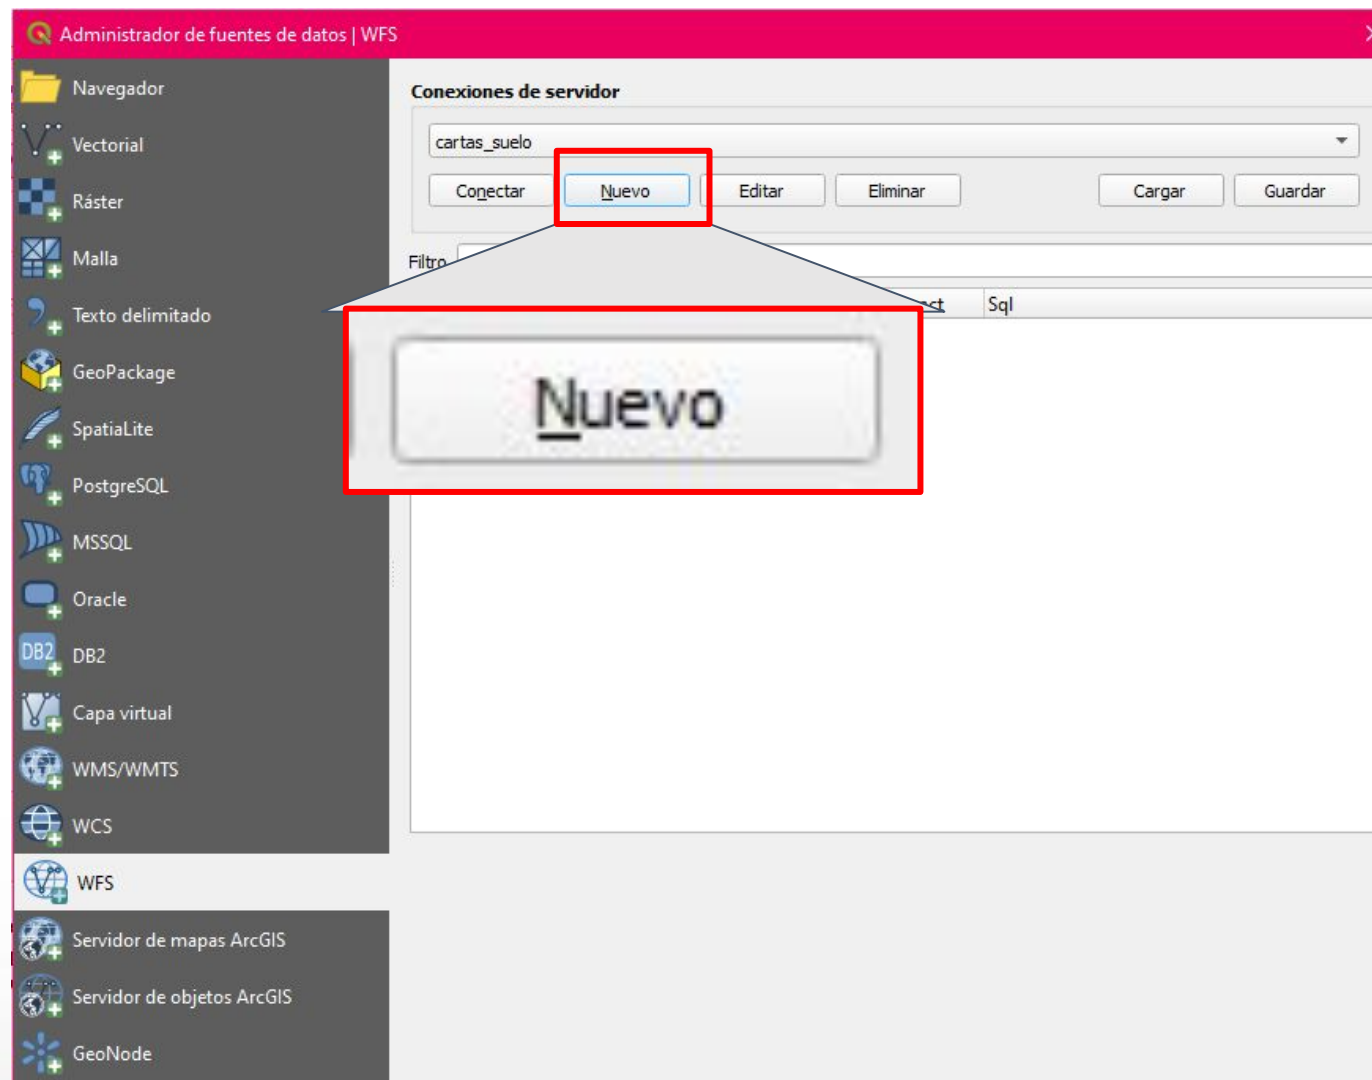 Administrador de fuentes de datos | WFS
Navegador
Vectorial
Ráster
Malla
Texto delimitado
GeoPackage
SpatiaLite
PostgreSQL
MSSQL
Oracle
DB2
DB2
Capa virtual
WMS/WMTS
WCS
WFS
Servidor de mapas ArcGIS
Servidor de objetos ArcGIS
GeoNode
Conexiones de servidor
cartas_suelo
Conectar Nuevo Editar Eliminar Cargar Guardar
Filtro
Sql
Nuevo